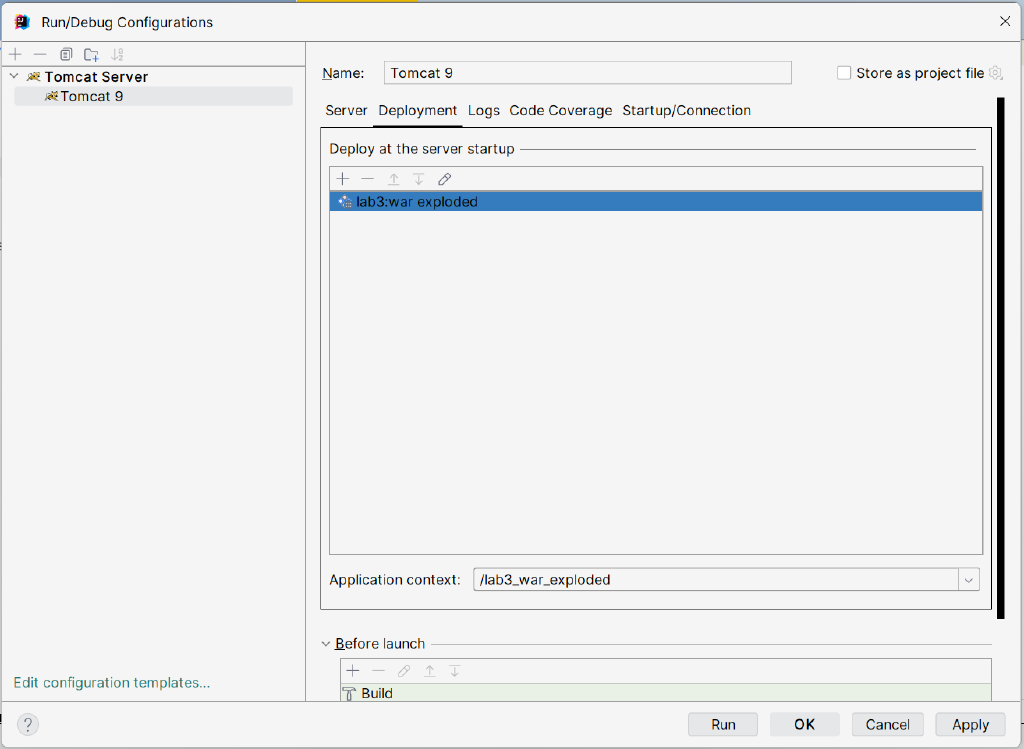 Run/Debug Configurations
Tomcat Server
Tomcat 9
Edit configuration templates...
Name: Tomcat 9 Store as project file
Server Deployment Logs Code Coverage Startup/Connection
Deploy at the server startup
lab3:war exploded
Application context: /lab3_war_exploded
Before launch
Build
? Run OK Cancel Apply